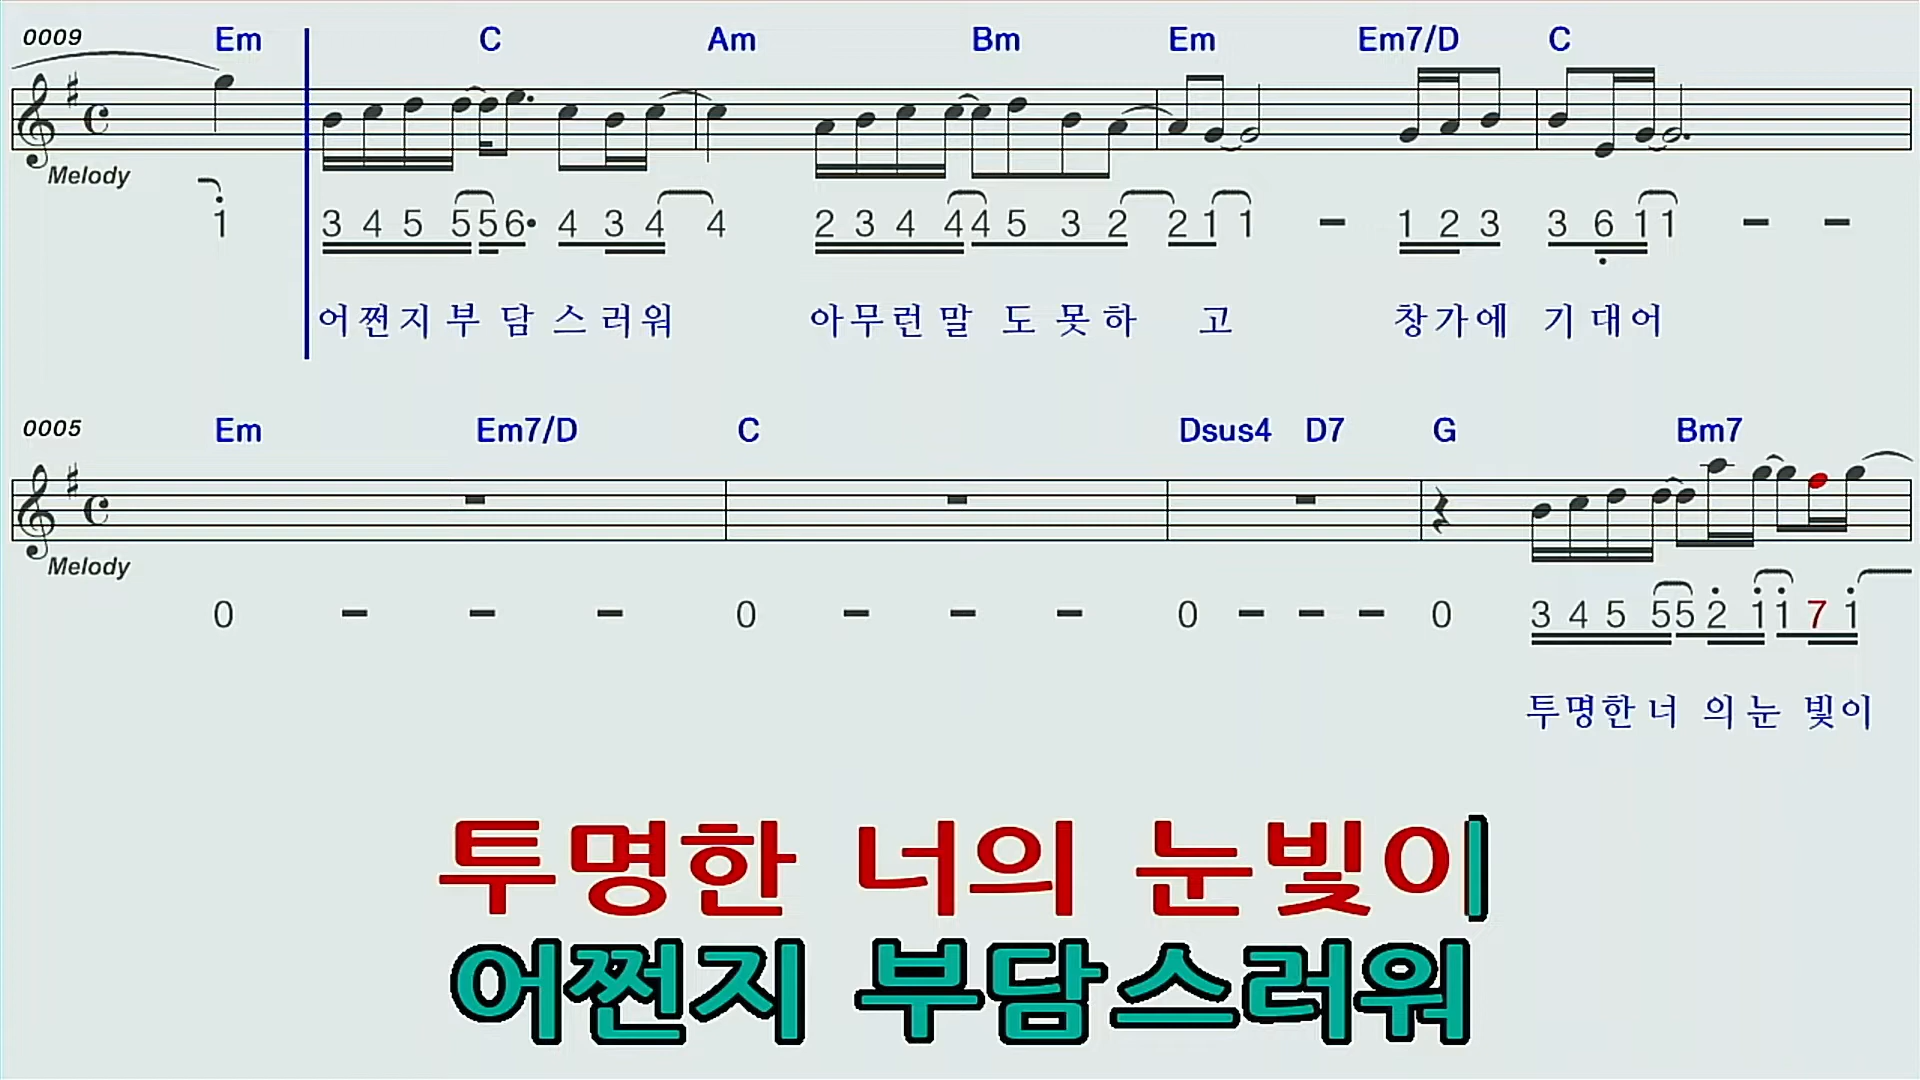 0009 Em C Am Bm Em Em7/D C
Melody
1 3 4 5 5 5 6• 4 3 4 4 2 3 4 4 4 5 3 2 2 1 1 - 1 2 3 3 6 1 1 - -
어쩐지부 담 스 러워 아무런 말 도 못 하 고 창가에 기 대어
0005 Em Em7/D C Dsus4 D7 G Bm7
Melody
0 - - - 0 - - - 0 - - - 0 3 4 5 5 5 2 1 1 7 1
투명한 너 의 눈 빛이
투명한 너의 눈빛이
어쩐지 부담스러워